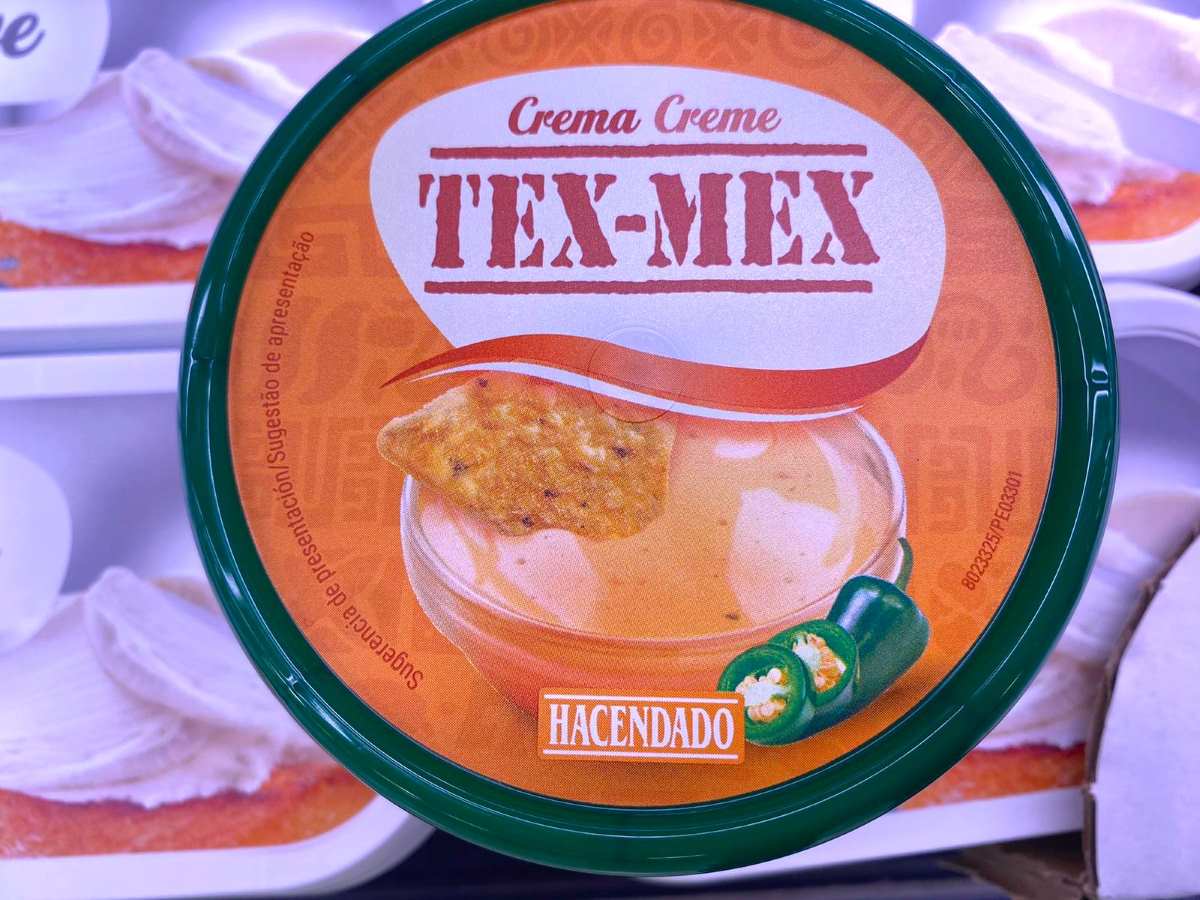 Crema Creme
TEX-MEX
Sugerencia de presentación/Sugestão de apresentação
8023325/PE03301
HACENDADO